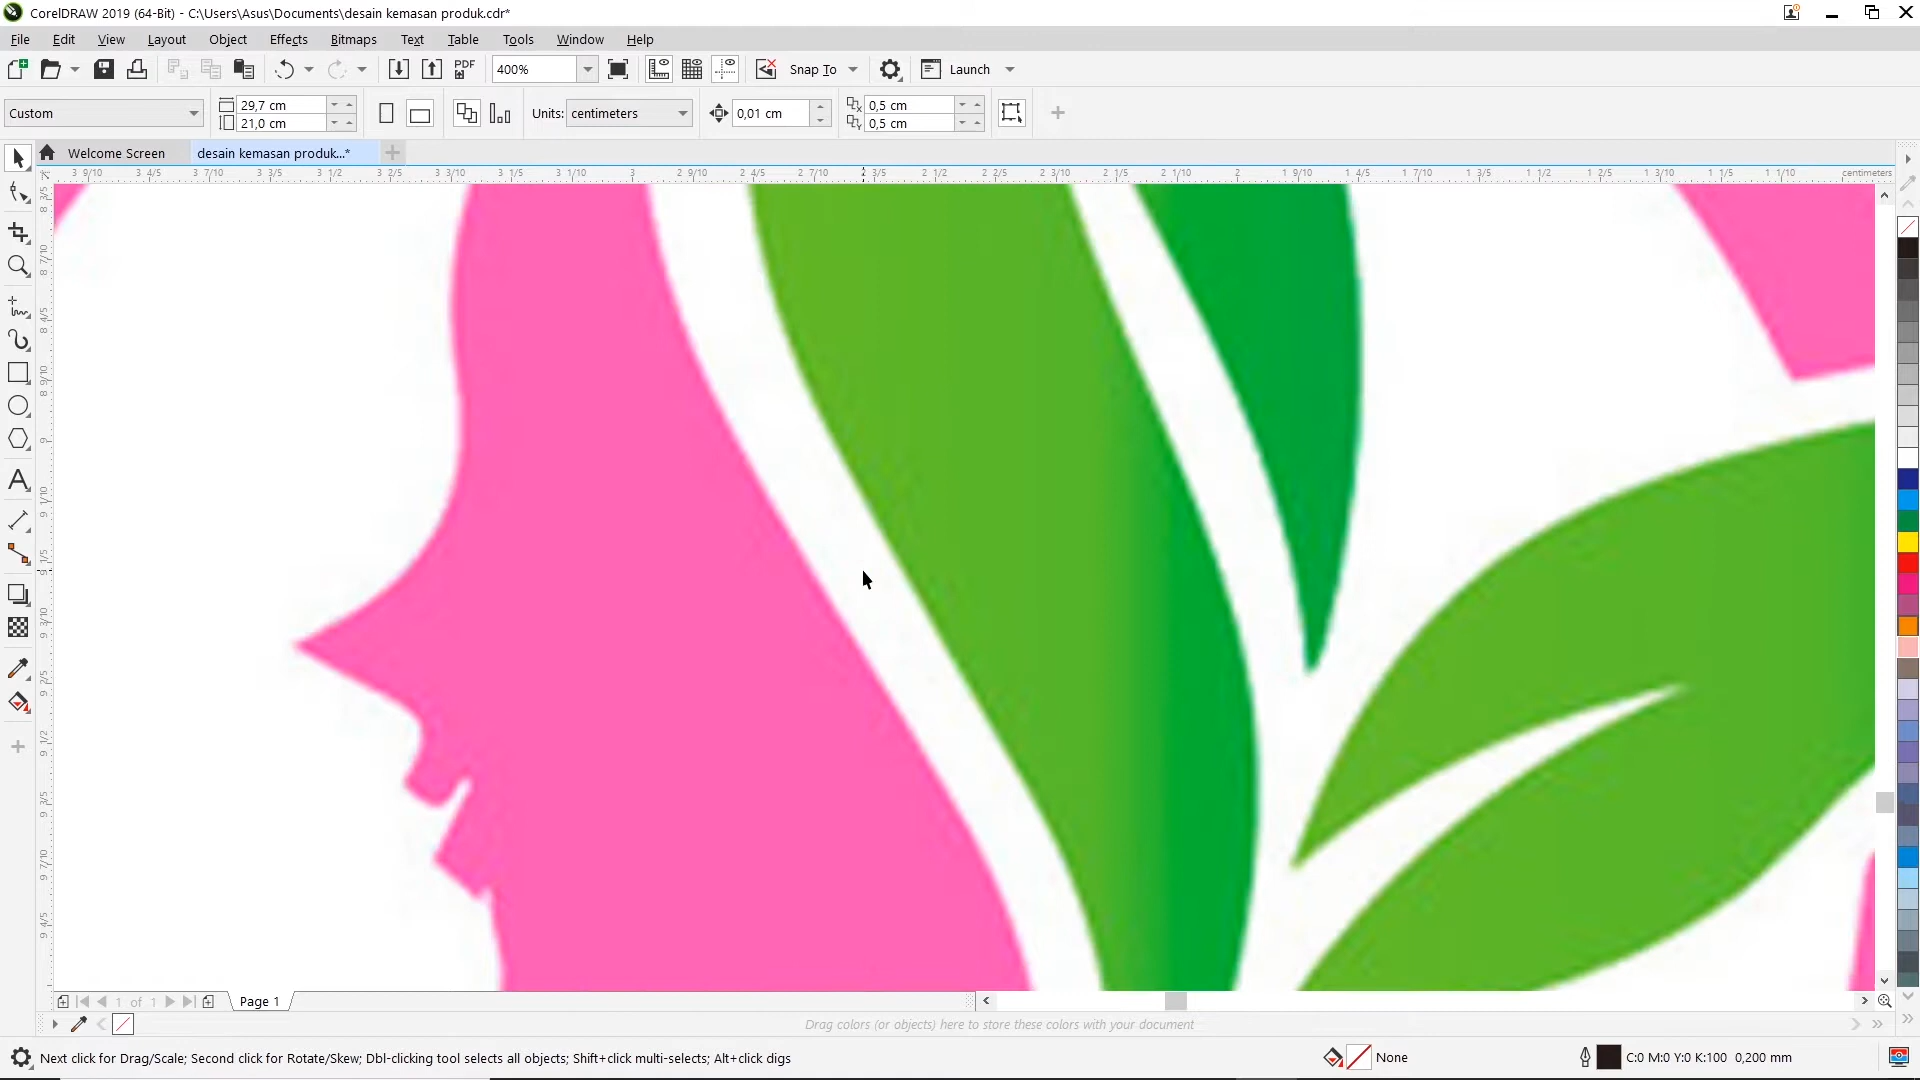 CorelDRAW 2019 (64-Bit) - C:\Users\Asus\Documents\desain kemasan produk.cdr*
File Edit View Layout Object Effects Bitmaps Text Table Tools Window Help
PDF 400% Snap To Launch
Custom 29,7 cm Units: centimeters 0,01 cm 0,5 cm
21,0 cm 0,5 cm
Welcome Screen desain kemasan produk...*
3 9/10 3 4/5 3 7/10 3 3/5 3 1/2 3 2/5 3 3/10 3 1/5 3 1/10 3 2 9/10 2 4/5 2 7/10 2 3/5 2 1/2 2 2/5 2 3/10 2 1/5 2 1/10 2 1 9/10 1 4/5 1 7/10 1 3/5 1 1/2 1 2/5 1 3/10 1 1/5 1 1/10 centimeters
1 of 1 Page 1
Drag colors (or objects) here to store these colors with your document
Next click for Drag/Scale; Second click for Rotate/Skew; Dbl-clicking tool selects all objects; Shift+click multi-selects; Alt+click digs None C:0 M:0 Y:0 K:100 0,200 mm